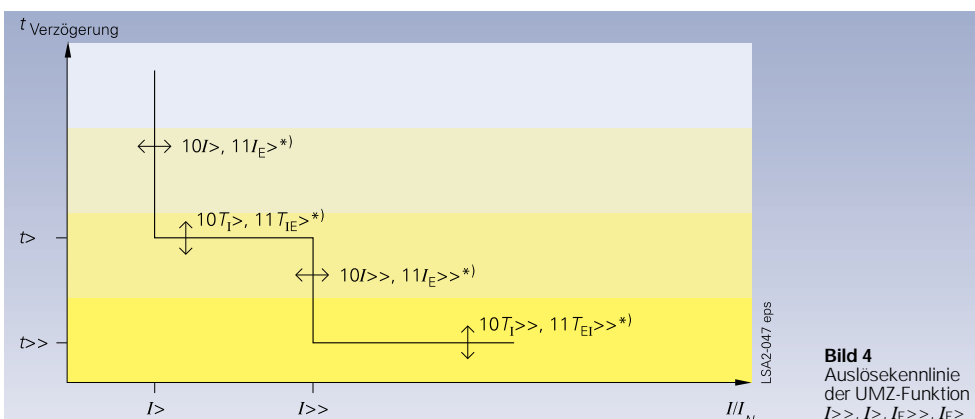 t Verzögerung
10I>, 11IE>*)
10TI>, 11TIE>*)
t>
10I>>, 11IE>>*)
10TI>>, 11TEI>>*)
t>>
I>
I>>
I/IN
LSA2-047 eps
Bild 4
Auslösekennlinie
der UMZ-Funktion
I>>, I>, IE>>, IE>